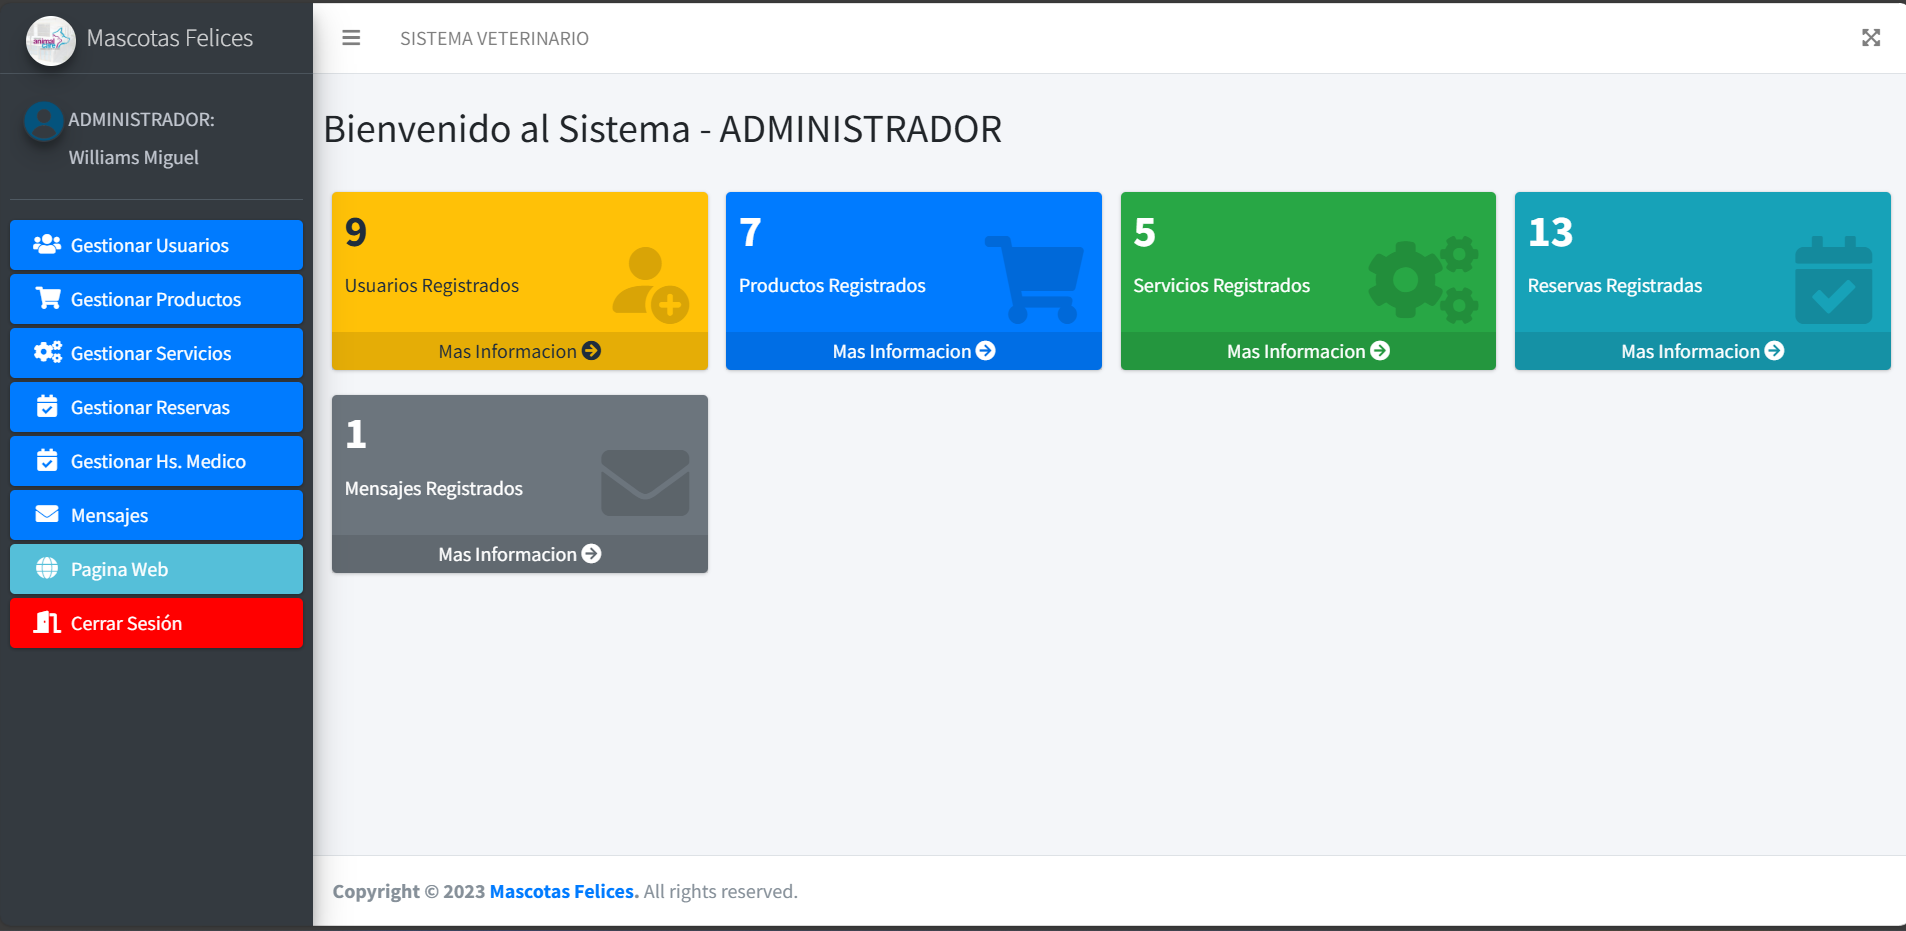 Mascotas Felices
SISTEMA VETERINARIO
ADMINISTRADOR:
Williams Miguel
Gestionar Usuarios
Gestionar Productos
Gestionar Servicios
Gestionar Reservas
Gestionar Hs. Medico
Mensajes
Pagina Web
Cerrar Sesión
Bienvenido al Sistema - ADMINISTRADOR
9
Usuarios Registrados
Mas Informacion
7
Productos Registrados
Mas Informacion
5
Servicios Registrados
Mas Informacion
13
Reservas Registradas
Mas Informacion
1
Mensajes Registrados
Mas Informacion
Copyright © 2023 Mascotas Felices. All rights reserved.